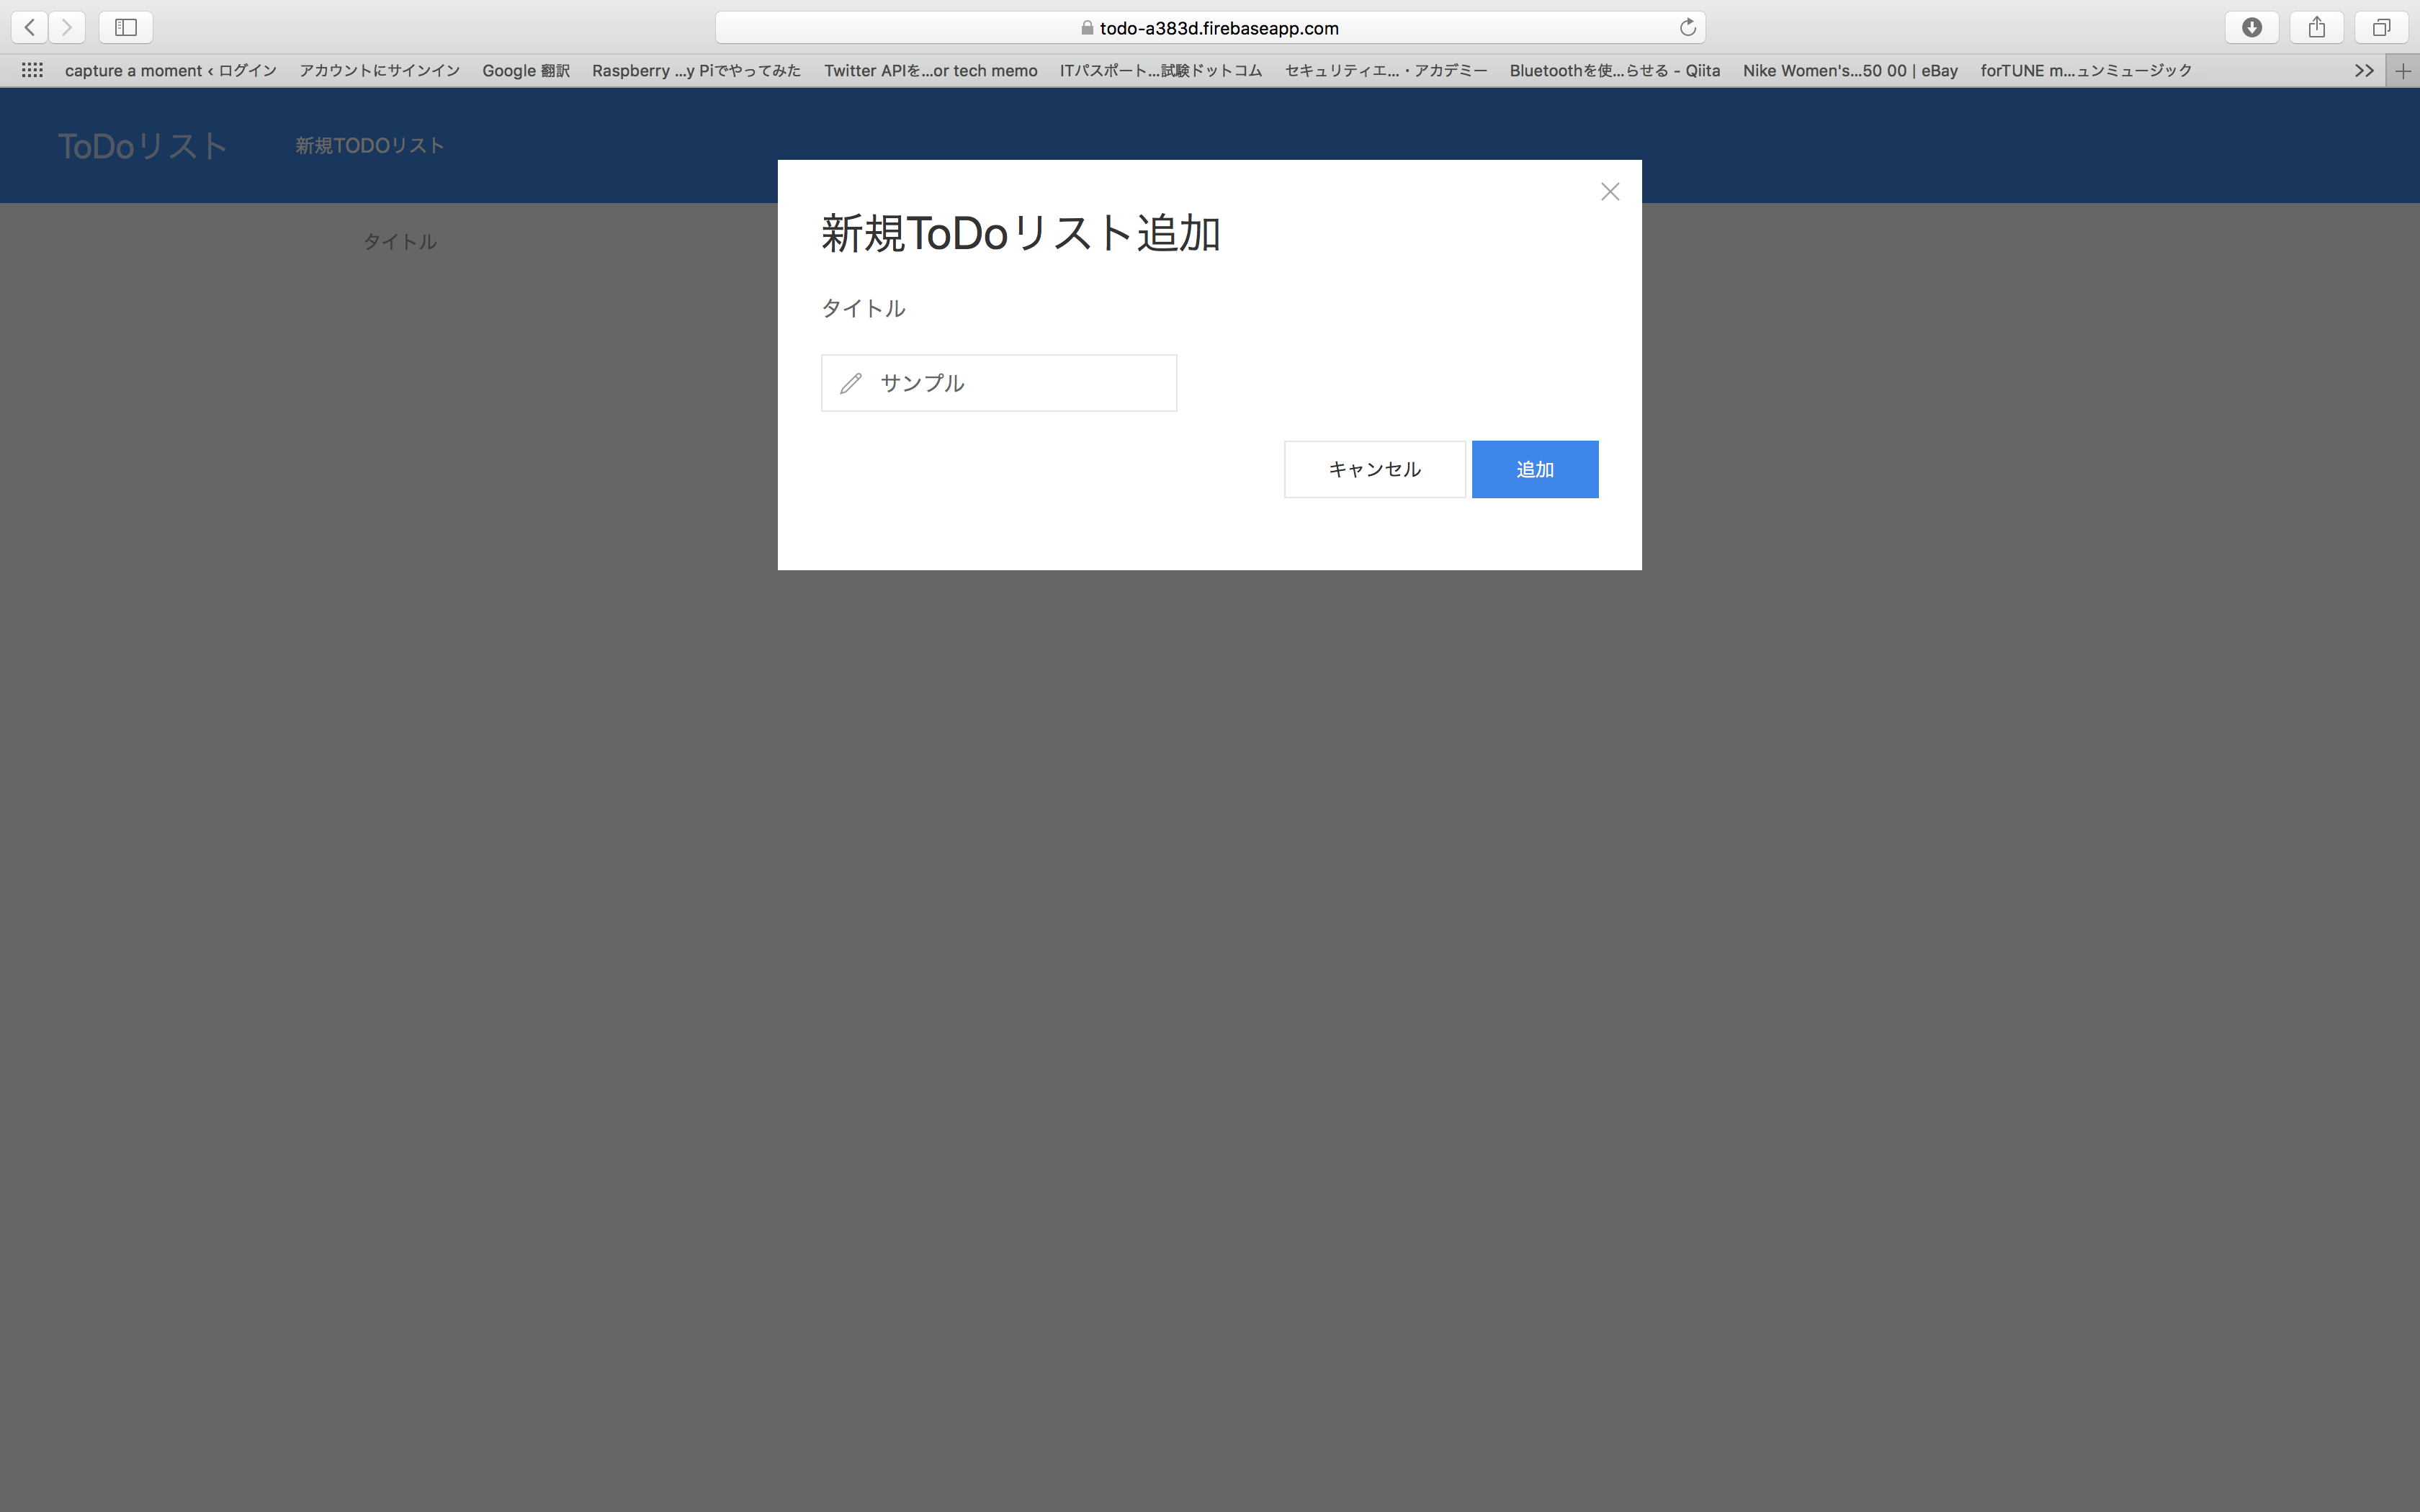 todo-a383d.firebaseapp.com
capture a moment ‹ ログイン アカウントにサインイン Google 翻訳 Raspberry ...y Piでやってみた Twitter APIを...or tech memo ITパスポート...試験ドットコム セキュリティエ...・アカデミー Bluetoothを使...らせる - Qiita Nike Women's...50 00 | eBay forTUNE m...ュンミュージック
ToDoリスト 新規TODOリスト
タイトル
新規ToDoリスト追加
タイトル
サンプル
キャンセル 追加